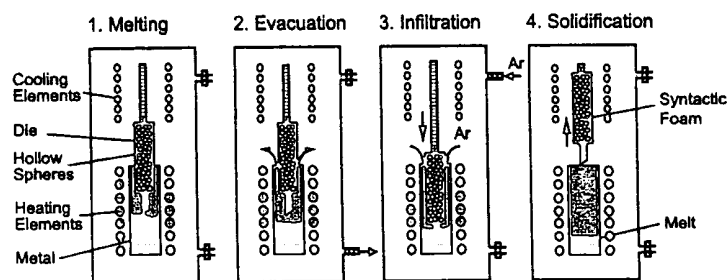 1. Melting
2. Evacuation
3. Infiltration
4. Solidification
Cooling
Elements
Die
Hollow
Spheres
Heating
Elements
Metal
Ar
Ar
Syntactic
Foam
Melt